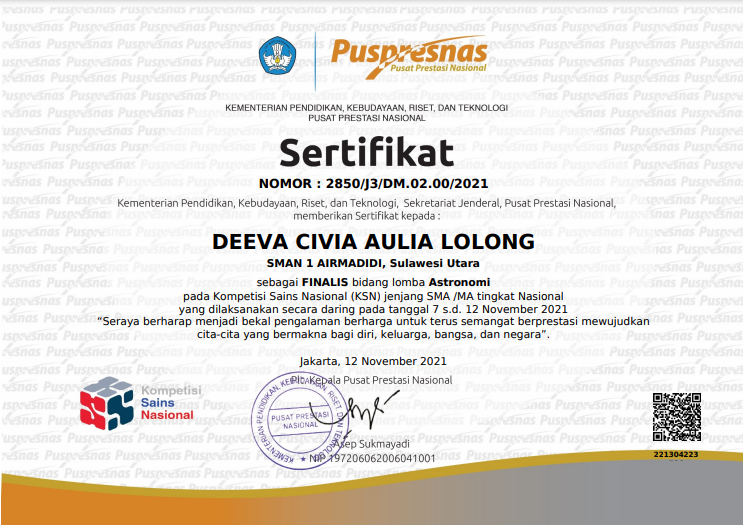 Puspresnas
Pusat Prestasi Nasional
KEMENTERIAN PENDIDIKAN, KEBUDAYAAN, RISET, DAN TEKNOLOGI
PUSAT PRESTASI NASIONAL
Sertifikat
NOMOR : 2850/J3/DM.02.00/2021
Kementerian Pendidikan, Kebudayaan, Riset, dan Teknologi, Sekretariat Jenderal, Pusat Prestasi Nasional,
memberikan Sertifikat kepada :
DEEVA CIVIA AULIA LOLONG
SMAN 1 AIRMADIDI, Sulawesi Utara
sebagai FINALIS bidang lomba Astronomi
pada Kompetisi Sains Nasional (KSN) jenjang SMA /MA tingkat Nasional
yang dilaksanakan secara daring pada tanggal 7 s.d. 12 November 2021
“Seraya berharap menjadi bekal pengalaman berharga untuk terus semangat berprestasi mewujudkan
cita-cita yang bermakna bagi diri, keluarga, bangsa, dan negara”.
Jakarta, 12 November 2021
Plt. Kepala Pusat Prestasi Nasional
KEMENTERIAN PENDIDIKAN, KEBUDAYAAN, RISET DAN TEKNOLOGI
PUSAT PRESTASI
NASIONAL
Asep Sukmayadi
NIP 197206062006041001
Kompetisi
Sains
Nasional
221304223